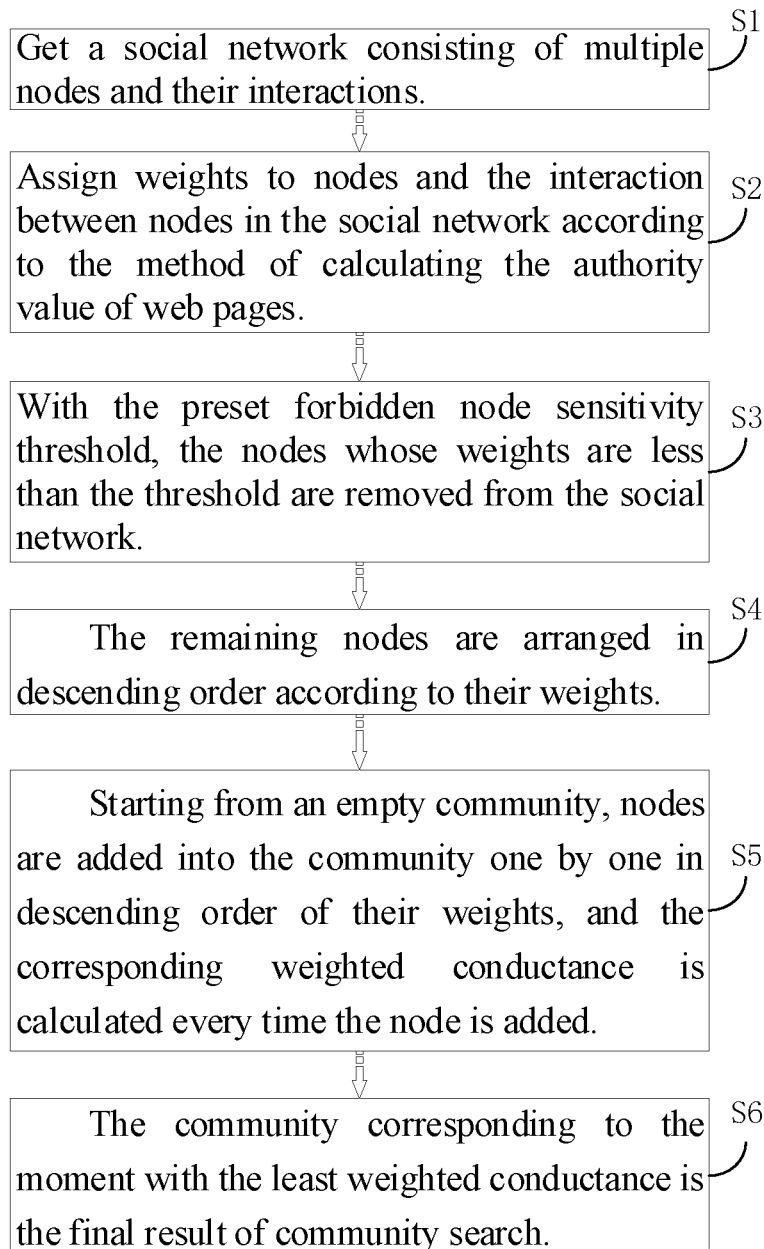 S1
Get a social network consisting of multiple
nodes and their interactions.
S2
Assign weights to nodes and the interaction
between nodes in the social network according
to the method of calculating the authority
value of web pages.
S3
With the preset forbidden node sensitivity
threshold, the nodes whose weights are less
than the threshold are removed from the social
network.
S4
The remaining nodes are arranged in
descending order according to their weights.
S5
Starting from an empty community, nodes
are added into the community one by one in
descending order of their weights, and the
corresponding weighted conductance is
calculated every time the node is added.
S6
The community corresponding to the
moment with the least weighted conductance is
the final result of community search.